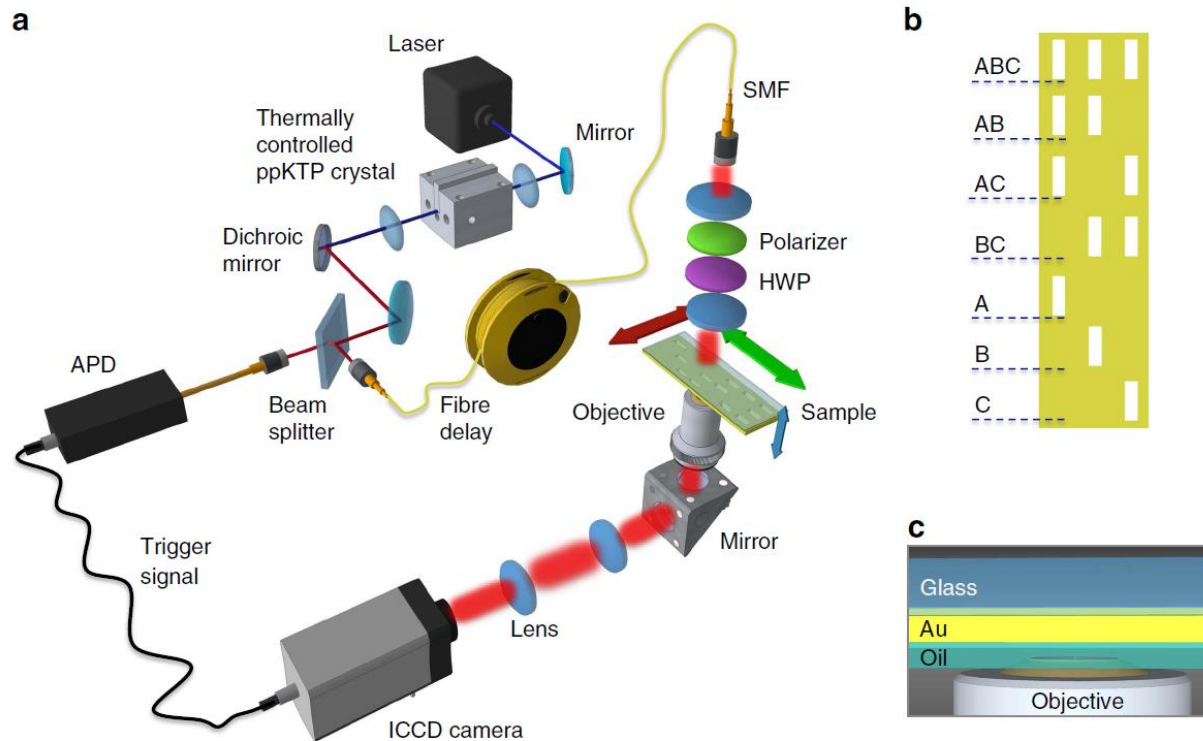 a
Laser
Thermally
controlled
ppKTP crystal
Mirror
SMF
Dichroic
mirror
Polarizer
HWP
APD
Beam
splitter
Fibre
delay
Objective
Sample
Mirror
Trigger
signal
Lens
ICCD camera
b
ABC
AB
AC
BC
A
B
C
c
Glass
Au
Oil
Objective